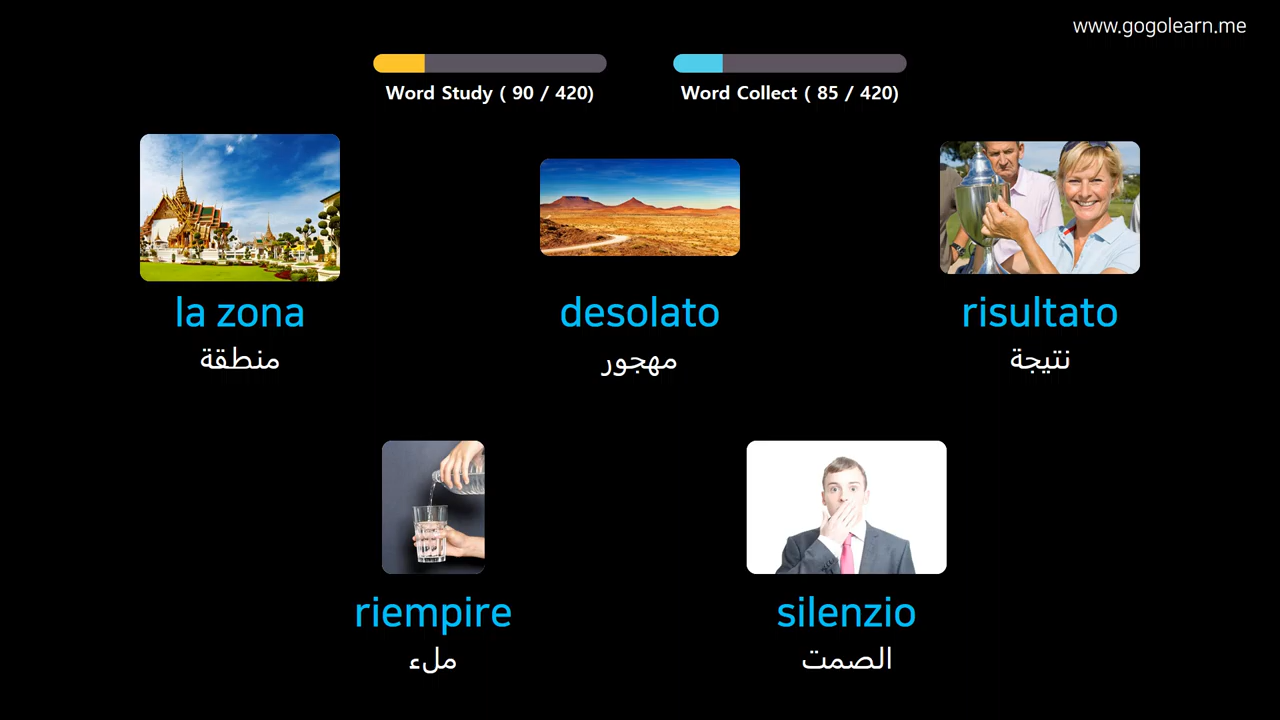 www.gogolearn.me
Word Study ( 90 / 420)
Word Collect ( 85 / 420)
la zona
منطقة
desolato
مهجور
risultato
نتيجة
riempire
ملء
silenzio
الصمت